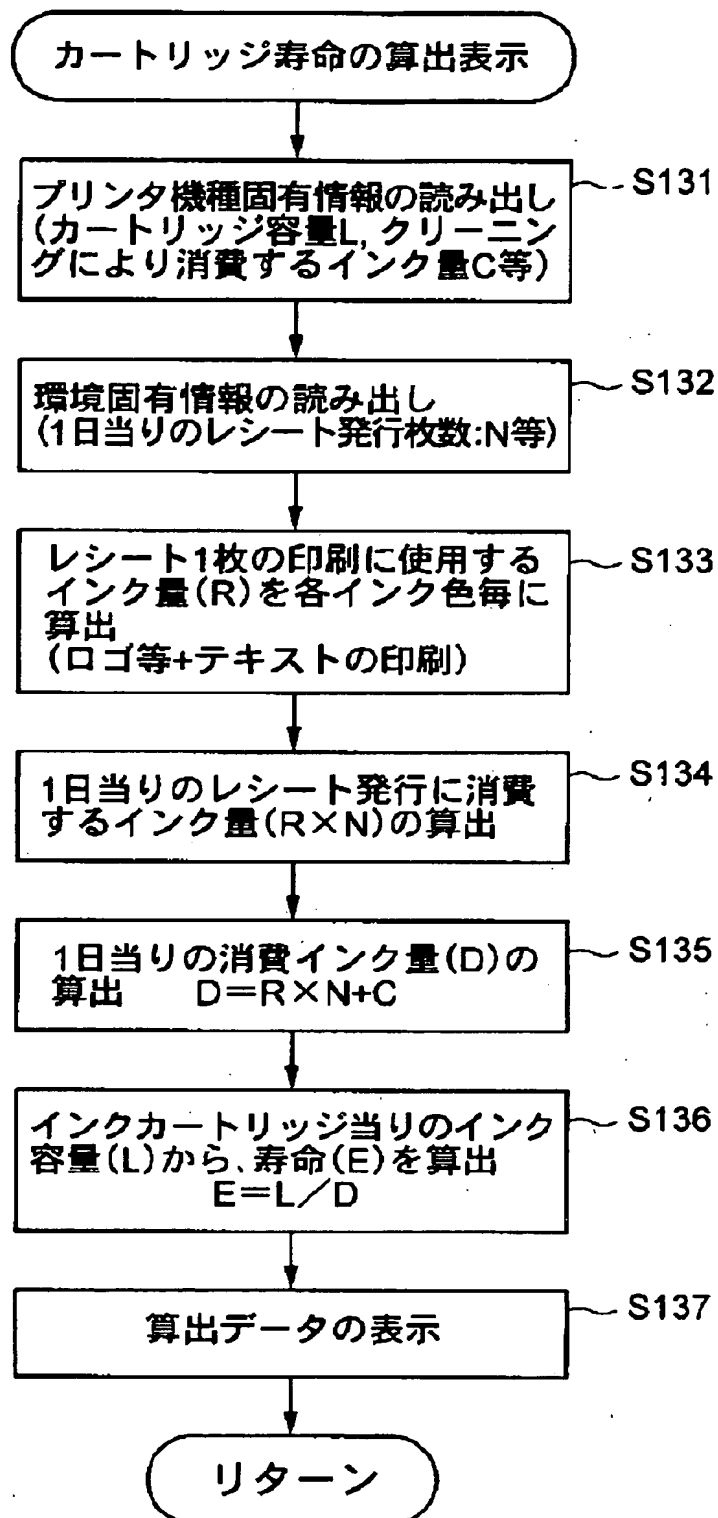 カートリッジ寿命の算出表示
プリンタ機種固有情報の読み出し
(カートリッジ容量L, クリーニン
グにより消費するインク量C等)
S131
環境固有情報の読み出し
(1日当りのレシート発行枚数:N等)
S132
レシート1枚の印刷に使用する
インク量(R)を各インク色毎に
算出
(ロゴ等+テキストの印刷)
S133
1日当りのレシート発行に消費
するインク量(R×N)の算出
S134
1日当りの消費インク量(D)の
算出 D=R×N+C
S135
インクカートリッジ当りのインク
容量(L)から、寿命(E)を算出
E=L/D
S136
算出データの表示
S137
リターン